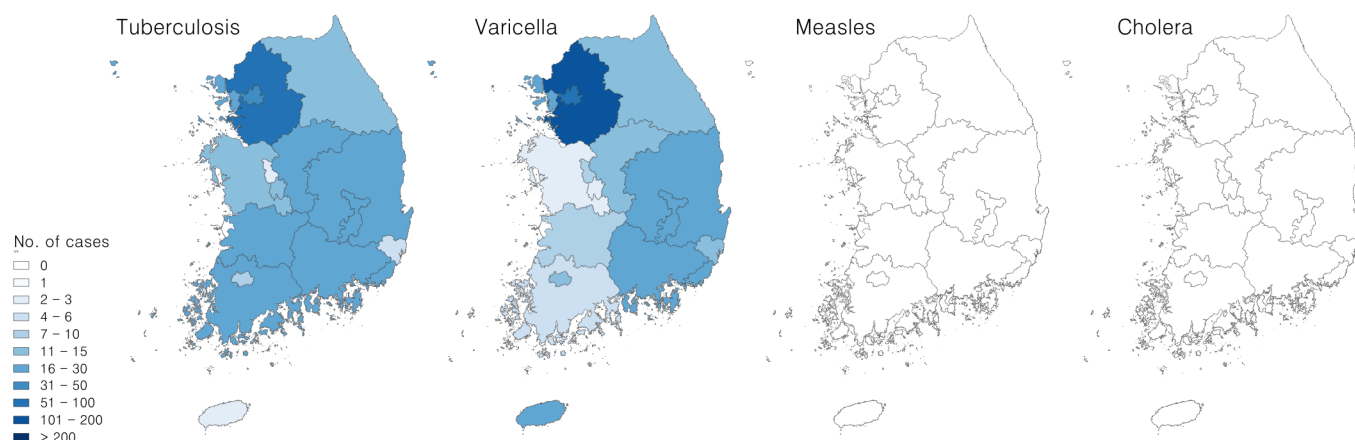 Tuberculosis
Varicella
Measles
Cholera
No. of cases
0
1
2 – 3
4 – 6
7 – 10
11 – 15
16 – 30
31 – 50
51 – 100
101 – 200
> 200